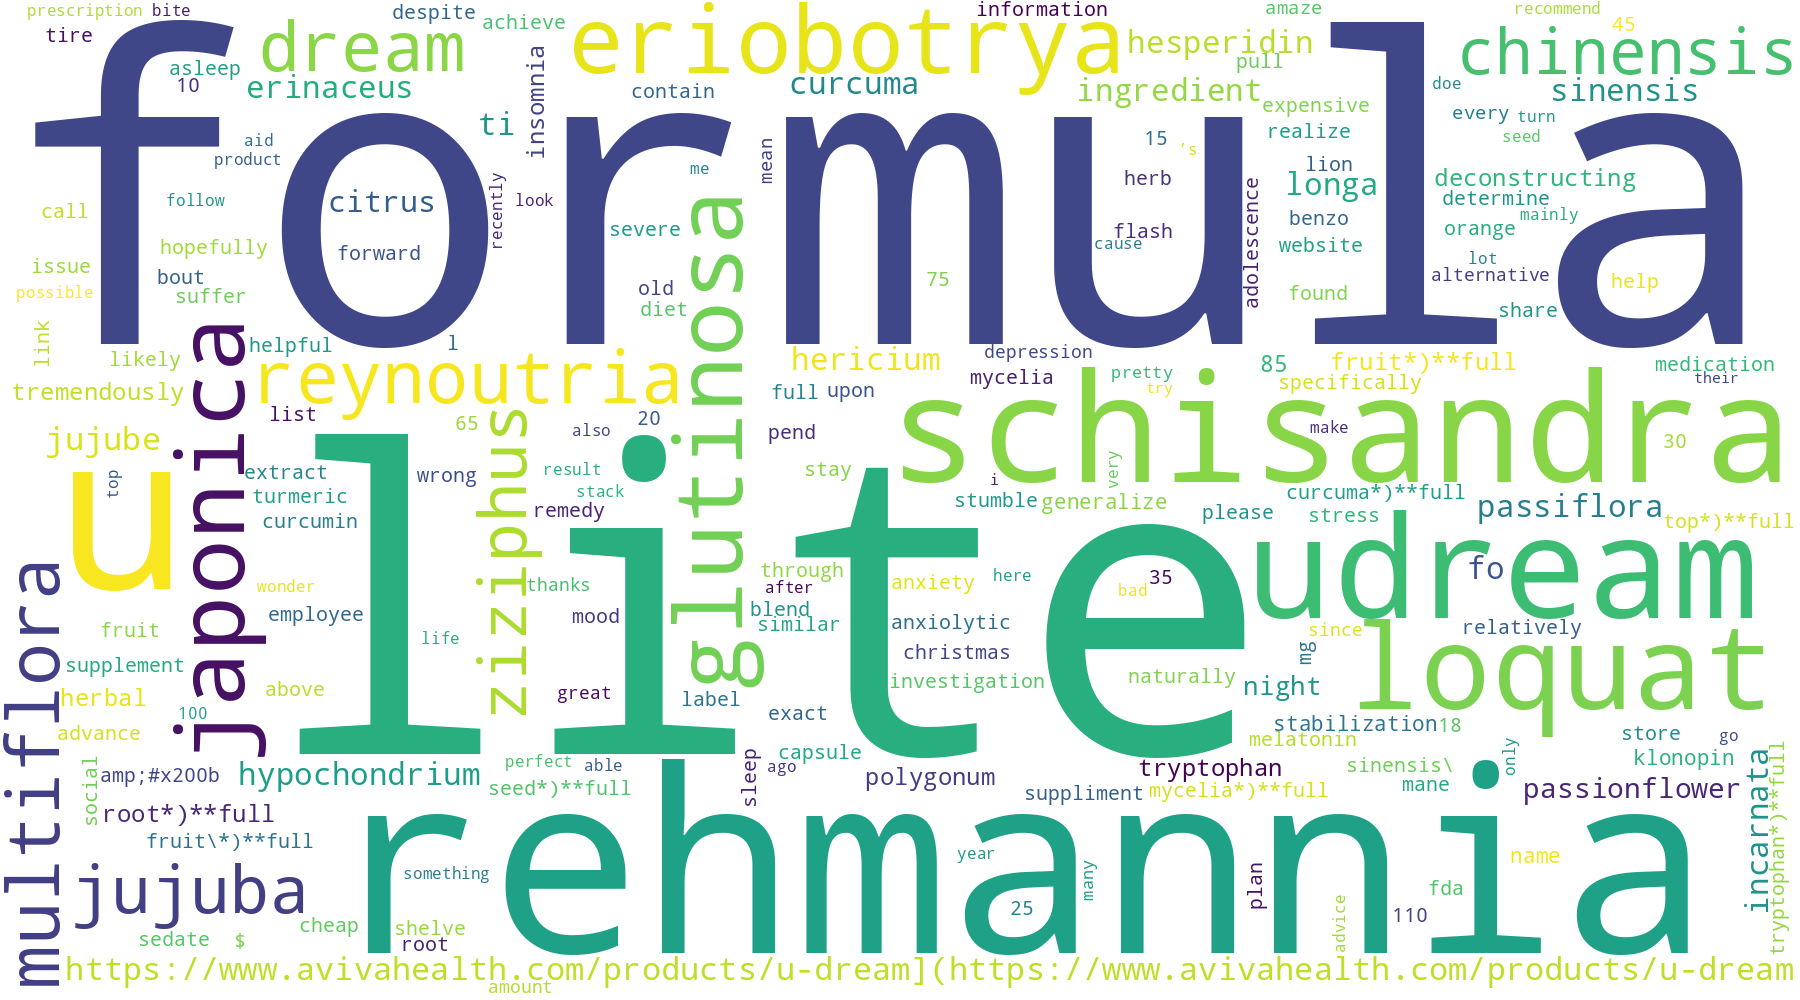 prescription bite despite information amaze recommend
tire achieve 45
dream eriobotrya hesperidin chinensis
asleep insomnia pull
10 erinaceus contain curcuma ingredient doe sinensis
formula
ti expensive every turn
aid 15 realize seed
product mean 's lion
me herb longa deconstructing
follow citrus recently look adolescence determine
call severe flash benzo mainly
hopefully forward cause website orange
issue lot
bout 75 alternative
possible suffer old found help
diet share
link helpful l depression
likely hericium fruit*)**full medication
tremendously reynoutria mycelia pretty 85 their
japonica glutinosa full upon try specifically
list 65 20 schisandra
jujube ziziphus also pend make 30
top extract wrong result stay very
u turmeric stack i curcuma*)**full
curcumin remedy stumble generalize please stress passiflora
top*)**full
lite udream
multiflora wonder thanks through anxiety here 35 fo
after bad
employee mood blend anxiolytic
fruit life similar since relatively
supplement christmas mg loquat
herbal above great label investigation naturally night
100 exact stabilization 18 store
advance capsule melatonin only go
amp;#x200b hypochondrium perfect able ago polygonum tryptophan sinensis\ klonopin
social seed*)**full sleep suppliment mycelia*)**full mane passionflower
root*)**full
fruit\*)**full incarnata tryptophan*)**full
rehmannia
year name
jujuba something many plan fda
25 110
cheap shelve advice
sedate $ root
https://www.avivahealth.com/products/u-dream](https://www.avivahealth.com/products/u-dream
amount